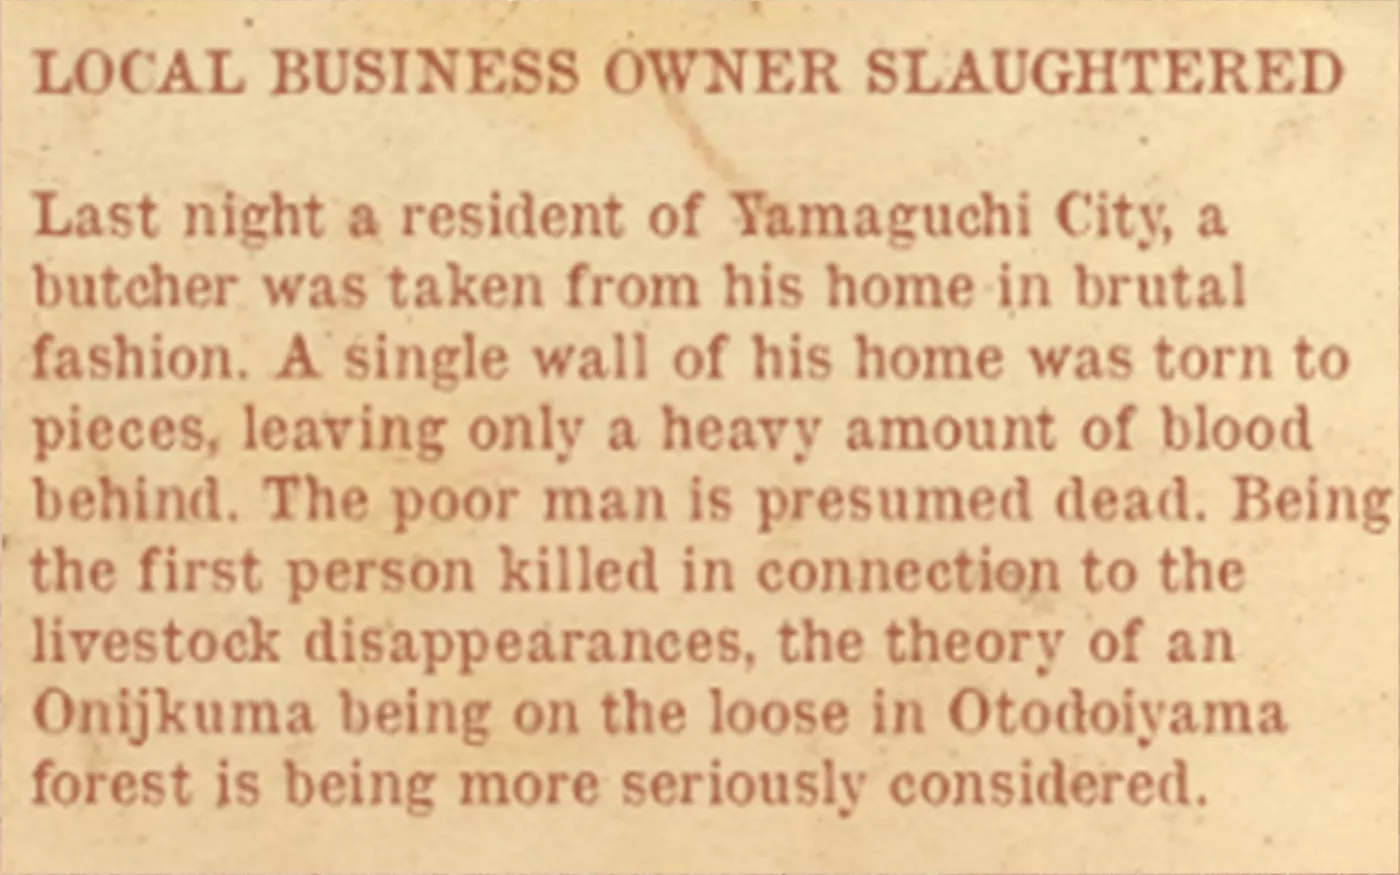 LOCAL BUSINESS OWNER SLAUGHTERED
Last night a resident of Yamaguchi City, a
butcher was taken from his home in brutal
fashion. A single wall of his home was torn to
pieces, leaving only a heavy amount of blood
behind. The poor man is presumed dead. Being
the first person killed in connection to the
livestock disappearances, the theory of an
Onijkuma being on the loose in Otodoiyama
forest is being more seriously considered.